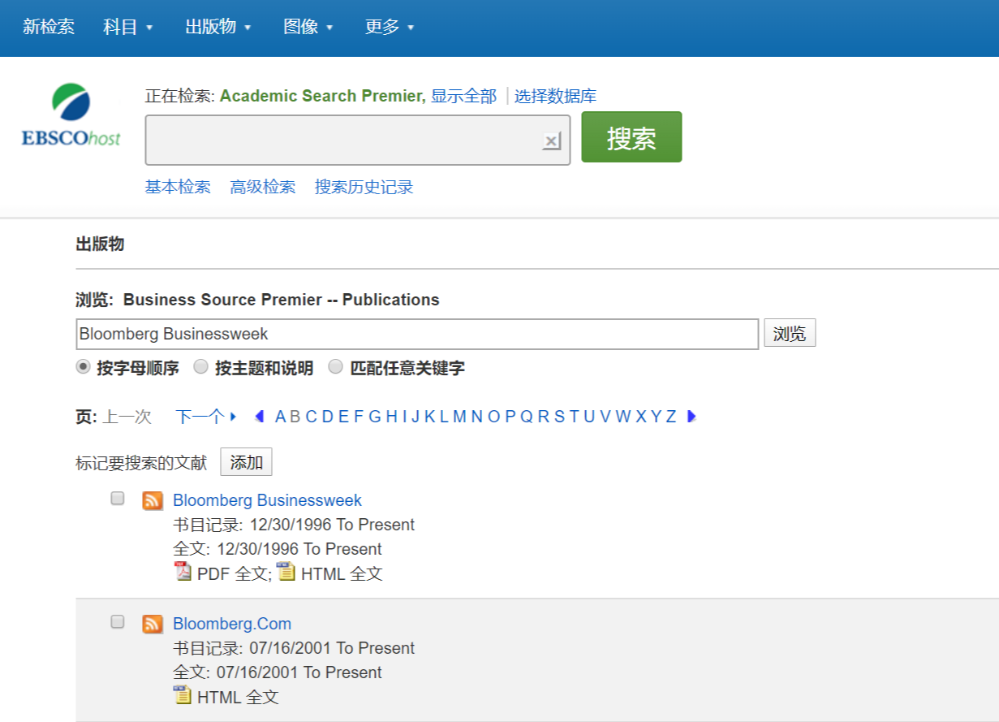 新检索 科目 出版物 图像 更多
正在检索: Academic Search Premier, 显示全部 | 选择数据库
EBSCOhost
搜索
基本检索 高级检索 搜索历史记录
出版物
浏览: Business Source Premier -- Publications
Bloomberg Businessweek 浏览
按字母顺序 按主题和说明 匹配任意关键字
页: 上一次 下一个 A B C D E F G H I J K L M N O P Q R S T U V W X Y Z
标记要搜索的文献 添加
Bloomberg Businessweek
书目记录: 12/30/1996 To Present
全文: 12/30/1996 To Present
PDF 全文; HTML 全文
Bloomberg.Com
书目记录: 07/16/2001 To Present
全文: 07/16/2001 To Present
HTML 全文